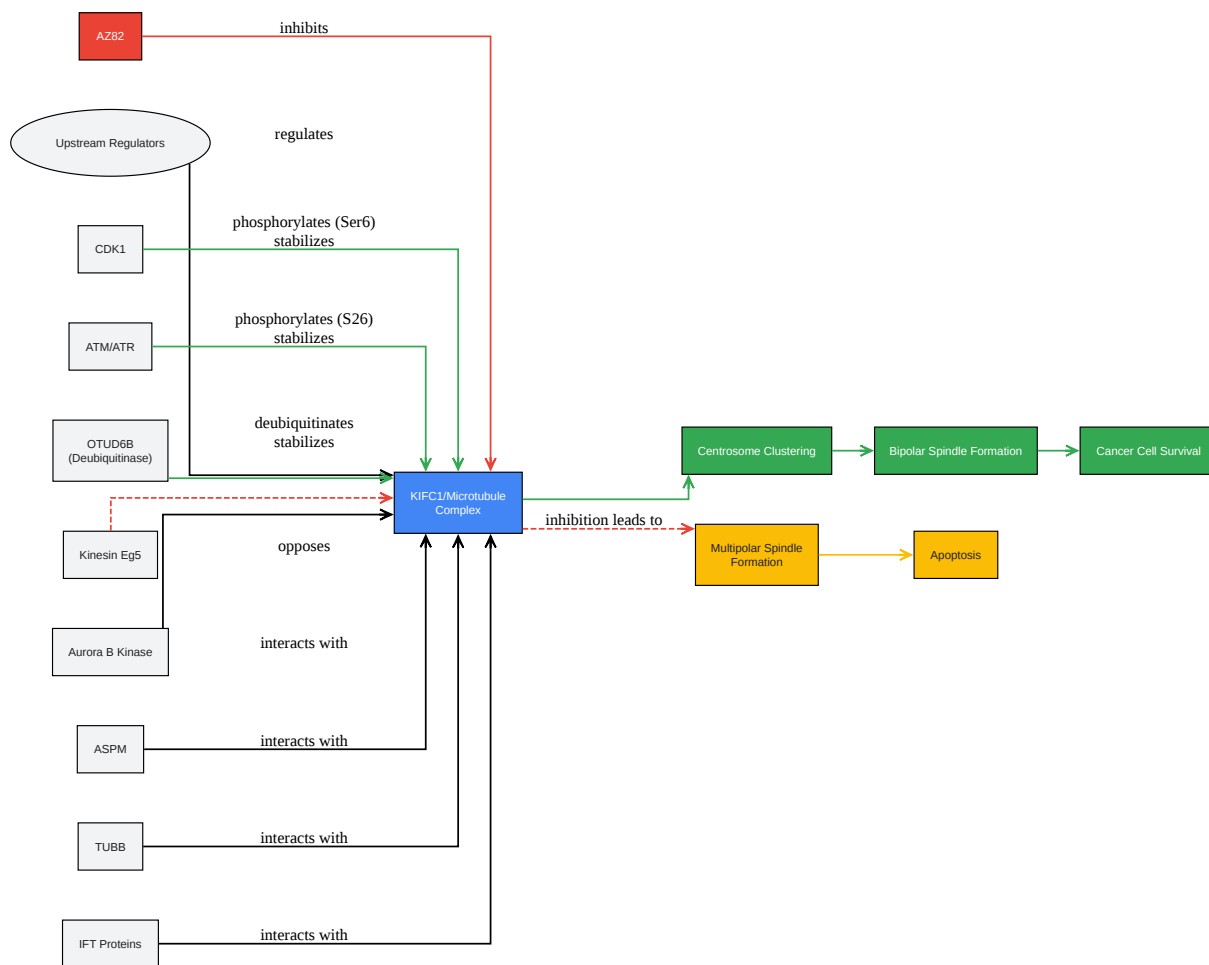 AZ82
inhibits
Upstream Regulators
regulates
CDK1
phosphorylates (Ser6)
stabilizes
ATM/ATR
phosphorylates (S26)
stabilizes
OTUD6B
(Deubiquitinase)
deubiquitinates
stabilizes
Kinesin Eg5
opposes
Aurora B Kinase
interacts with
ASPM
interacts with
TUBB
interacts with
IFT Proteins
interacts with
KIFC1/Microtubule
Complex
inhibition leads to
Centrosome Clustering
Bipolar Spindle Formation
Cancer Cell Survival
Multipolar Spindle
Formation
Apoptosis